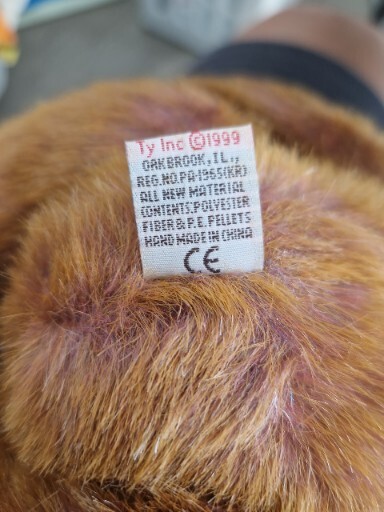 Ty Inc ©1999
OAKBROOK, IL.,
REG.NO.PA-1965(KR)
ALL NEW MATERIAL
CONTENTS:POLYESTER
FIBER & P.E. PELLETS
HAND MADE IN CHINA
CE